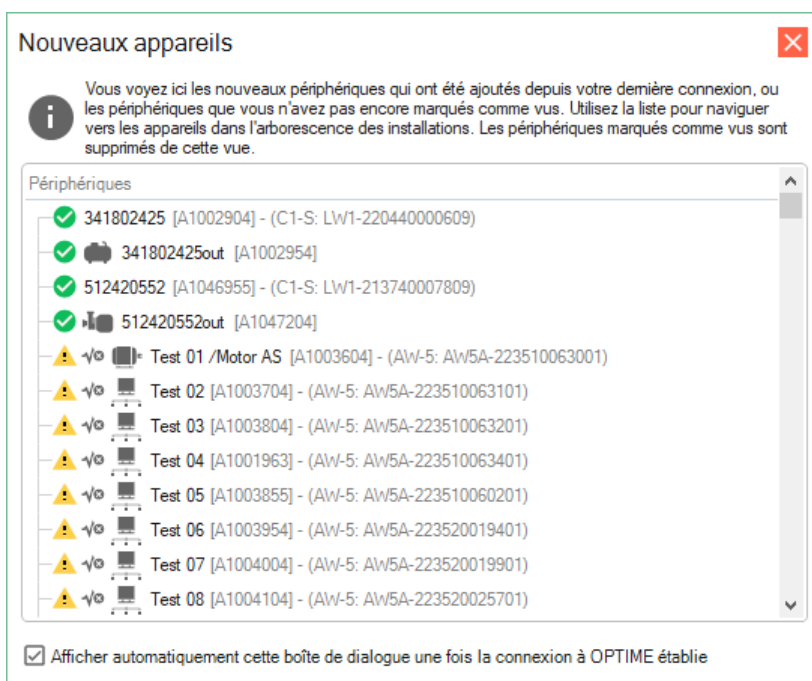 Nouveaux appareils
Vous voyez ici les nouveaux périphériques qui ont été ajoutés depuis votre dernière connexion, ou
les périphériques que vous n'avez pas encore marqués comme vus. Utilisez la liste pour naviguer
vers les appareils dans l'arborescence des installations. Les périphériques marqués comme vus sont
supprimés de cette vue.
Périphériques
341802425 [A1002904] - (C1-S: LW1-220440000609)
341802425out [A1002954]
512420552 [A1046955] - (C1-S: LW1-213740007809)
512420552out [A1047204]
Test 01 /Motor AS [A1003604] - (AW-5: AW5A-223510063001)
Test 02 [A1003704] - (AW-5: AW5A-223510063101)
Test 03 [A1003804] - (AW-5: AW5A-223510063201)
Test 04 [A1001963] - (AW-5: AW5A-223510063401)
Test 05 [A1003855] - (AW-5: AW5A-223510060201)
Test 06 [A1003954] - (AW-5: AW5A-223520019401)
Test 07 [A1004004] - (AW-5: AW5A-223520019901)
Test 08 [A1004104] - (AW-5: AW5A-223520025701)
Afficher automatiquement cette boîte de dialogue une fois la connexion à OPTIME établie